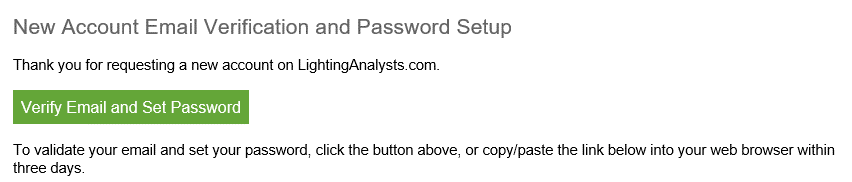 New Account Email Verification and Password Setup
Thank you for requesting a new account on LightingAnalysts.com.
Verify Email and Set Password
To validate your email and set your password, click the button above, or copy/paste the link below into your web browser within
three days.